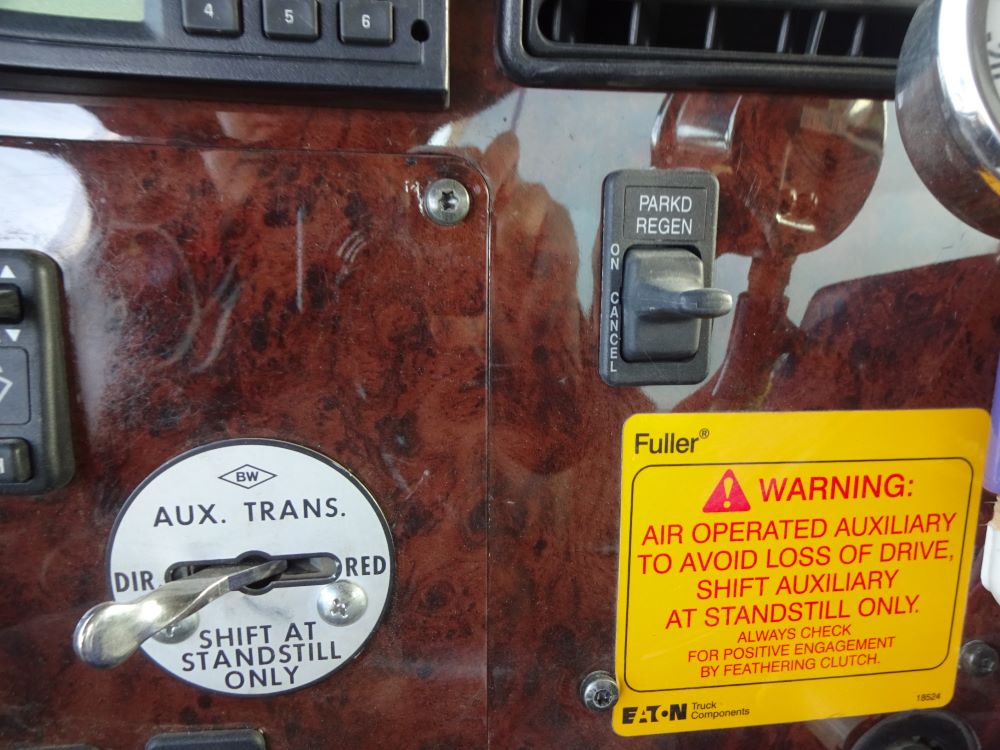 4 5 6
PARKD
REGEN
ON
CANCEL
BW
AUX. TRANS.
DIR. RED
SHIFT AT
STANDSTILL
ONLY
Fuller®
WARNING:
AIR OPERATED AUXILIARY
TO AVOID LOSS OF DRIVE,
SHIFT AUXILIARY
AT STANDSTILL ONLY.
ALWAYS CHECK
FOR POSITIVE ENGAGEMENT
BY FEATHERING CLUTCH.
18524
EATON Truck
Components